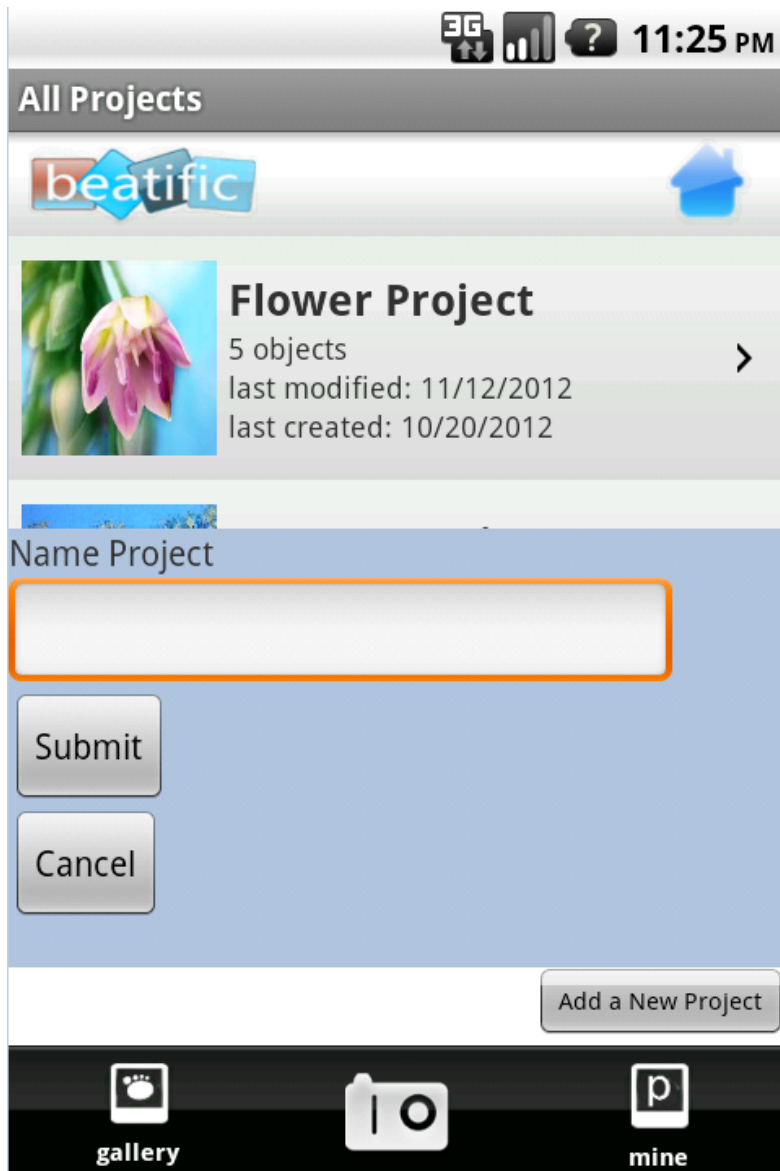 3G ? 11:25 PM
All Projects
beatific
Flower Project
5 objects
last modified: 11/12/2012
last created: 10/20/2012
Name Project
Submit
Cancel
Add a New Project
p
gallery
mine